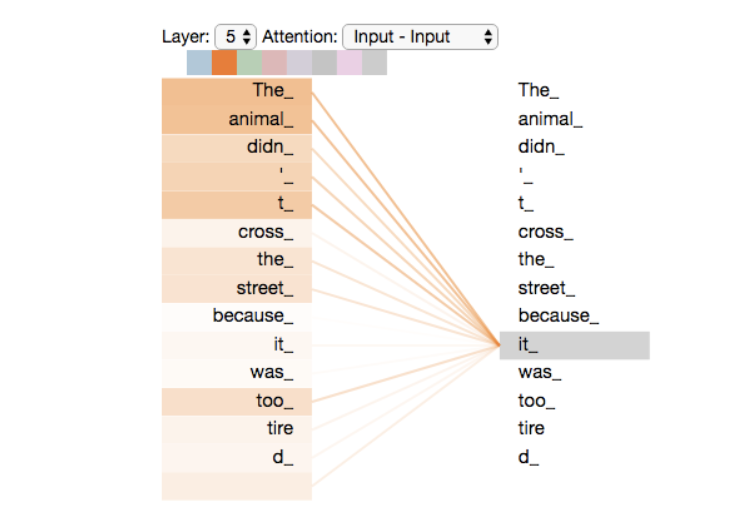 Layer: 5 Attention: Input - Input
The_ The_
animal_ animal_
didn_ didn_
'_ '_
t_ t_
cross_ cross_
the_ the_
street_ street_
because_ because_
it_ it_
was_ was_
too_ too_
tire tire
d_ d_